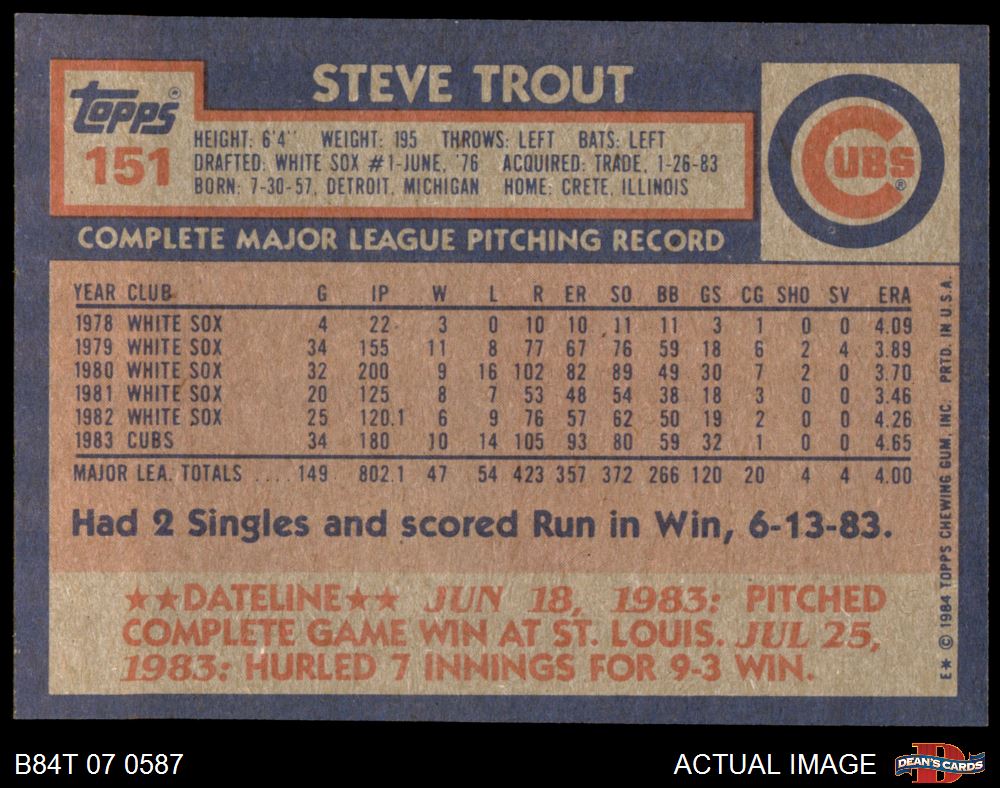 STEVE TROUT
Topps®
151
HEIGHT: 6'4" WEIGHT: 195 THROWS: LEFT BATS: LEFT
DRAFTED: WHITE SOX #1-JUNE, '76 ACQUIRED: TRADE, 1-26-83
BORN: 7-30-57, DETROIT, MICHIGAN HOME: CRETE, ILLINOIS
CUBS®
COMPLETE MAJOR LEAGUE PITCHING RECORD
YEAR CLUB G IP W L R ER SO BB GS CG SHO SV ERA
1978 WHITE SOX 4 22 3 0 10 10 11 11 3 1 0 0 4.09
1979 WHITE SOX 34 155 11 8 77 67 76 59 18 6 2 4 3.89
1980 WHITE SOX 32 200 9 16 102 82 89 49 30 7 2 0 3.70
1981 WHITE SOX 20 125 8 7 53 48 54 38 18 3 0 0 3.46
1982 WHITE SOX 25 120.1 6 9 76 57 62 50 19 2 0 0 4.26
1983 CUBS 34 180 10 14 105 93 80 59 32 1 0 0 4.65
MAJOR LEA. TOTALS .... 149 802.1 47 54 423 357 372 266 120 20 4 4 4.00
Had 2 Singles and scored Run in Win, 6-13-83.
★★DATELINE★★ JUN 18, 1983: PITCHED
COMPLETE GAME WIN AT ST. LOUIS. JUL 25,
1983: HURLED 7 INNINGS FOR 9-3 WIN.
E* © 1984 TOPPS CHEWING GUM, INC. PRTD. IN U.S.A.
B84T 07 0587
ACTUAL IMAGE
DEAN'S CARDS